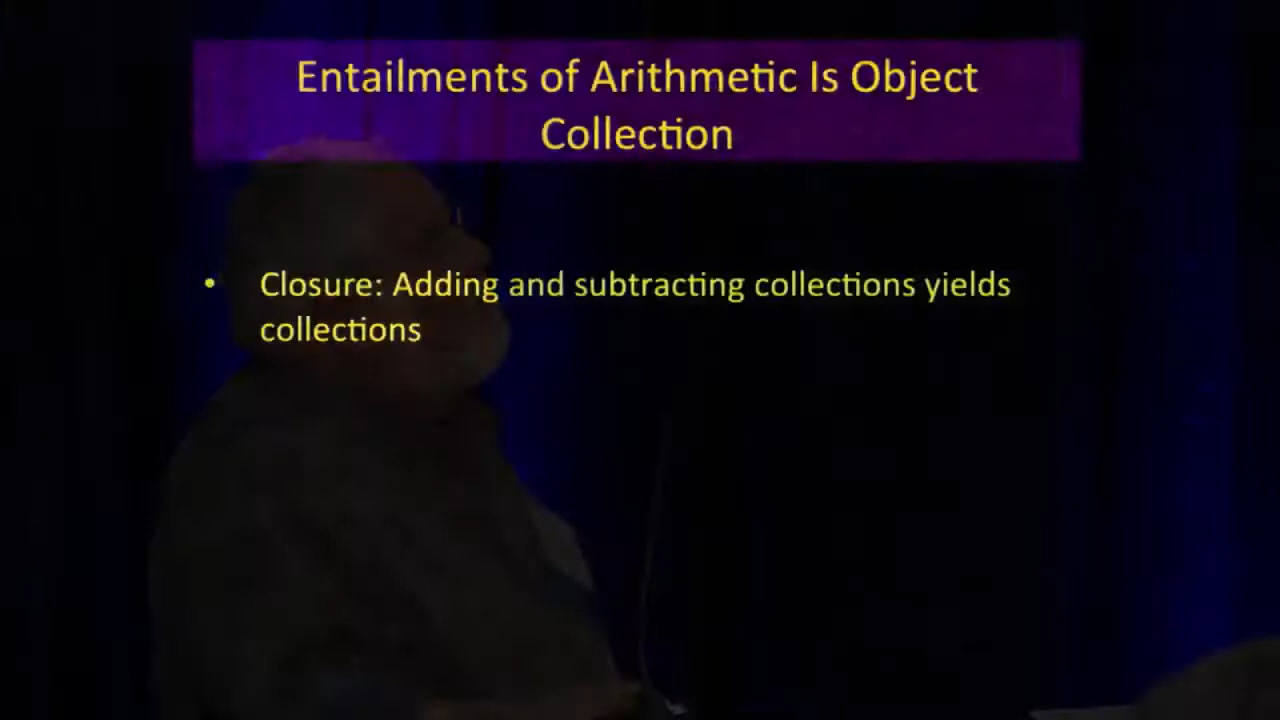 Entailments of Arithmetic Is Object
Collection
• Closure: Adding and subtracting collections yields
collections